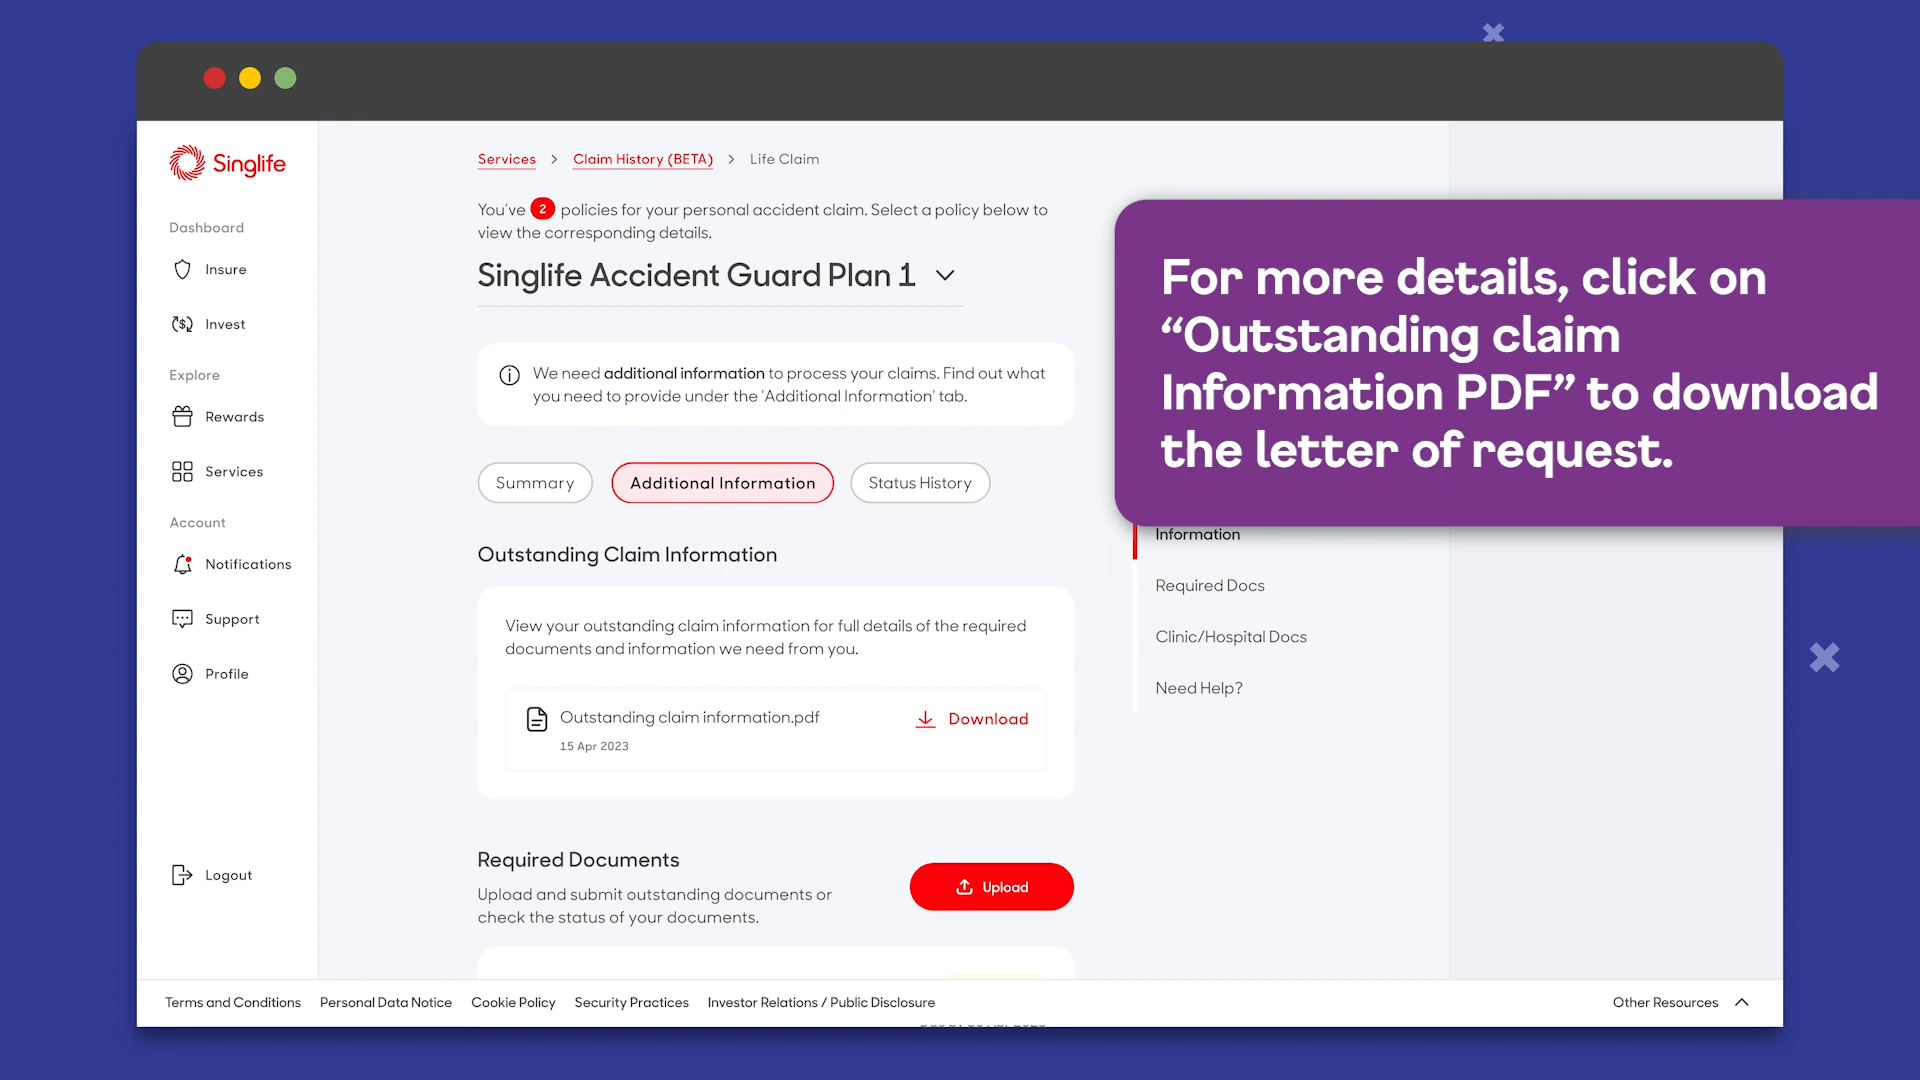 Singlife
Dashboard
Insure
Invest
Explore
Rewards
Services
Account
Notifications
Support
Profile
Logout
Services > Claim History (BETA) > Life Claim
You've 2 policies for your personal accident claim. Select a policy below to
view the corresponding details.
Singlife Accident Guard Plan 1
We need additional information to process your claims. Find out what
you need to provide under the 'Additional Information' tab.
Summary
Additional Information
Status History
Outstanding Claim Information
View your outstanding claim information for full details of the required
documents and information we need from you.
Outstanding claim information.pdf
Download
15 Apr 2023
Required Documents
Upload and submit outstanding documents or
check the status of your documents.
Upload
For more details, click on
“Outstanding claim
Information PDF” to download
the letter of request.
Information
Required Docs
Clinic/Hospital Docs
Need Help?
Terms and Conditions
Personal Data Notice
Cookie Policy
Security Practices
Investor Relations / Public Disclosure
Other Resources